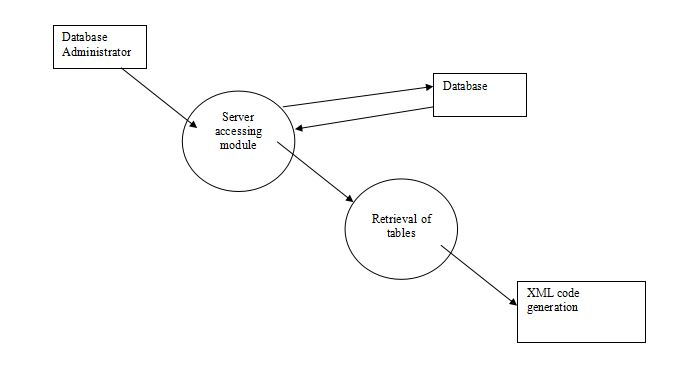 Database
Administrator
Database
Server
accessing
module
Retrieval of
tables
XML code
generation